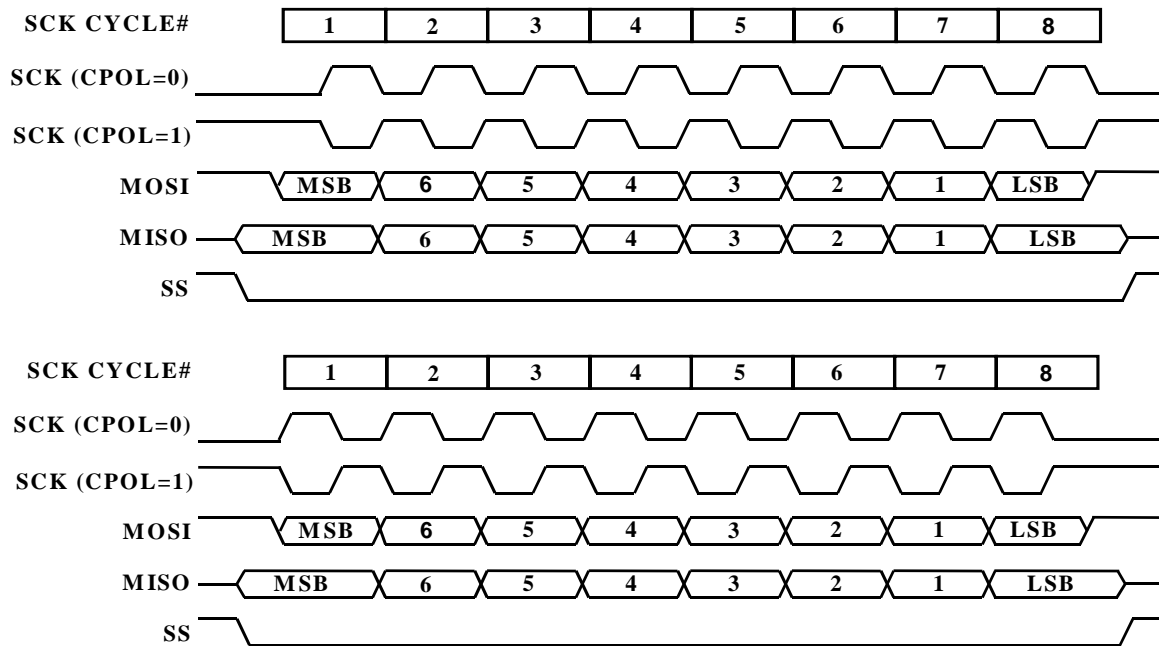 SCK CYCLE# 1 2 3 4 5 6 7 8
SCK (CPOL=0)
SCK (CPOL=1)
MOSI MSB 6 5 4 3 2 1 LSB
MISO MSB 6 5 4 3 2 1 LSB
SS
SCK CYCLE# 1 2 3 4 5 6 7 8
SCK (CPOL=0)
SCK (CPOL=1)
MOSI MSB 6 5 4 3 2 1 LSB
MISO MSB 6 5 4 3 2 1 LSB
SS